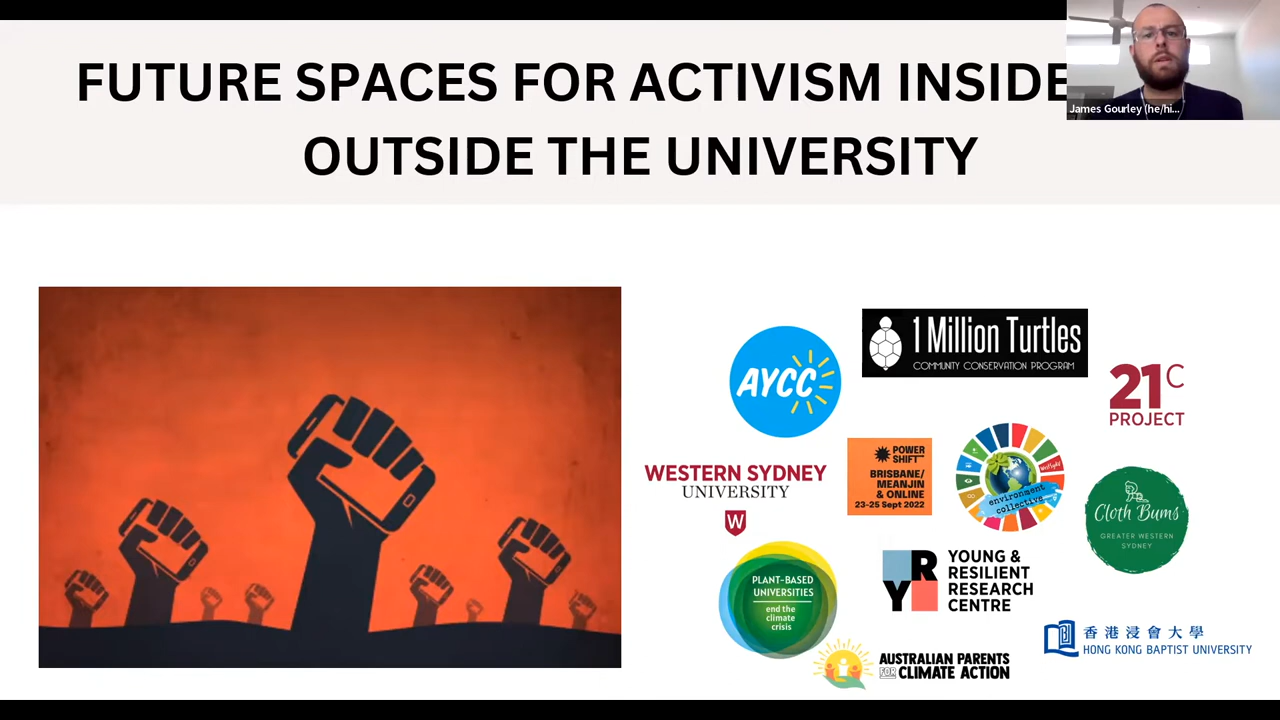 FUTURE SPACES FOR ACTIVISM INSIDE
OUTSIDE THE UNIVERSITY
James Gourley (he/hi...
1 Million Turtles
COMMUNITY CONSERVATION PROGRAM
AYCC
21C
PROJECT
POWER
SHIFT
BRISBANE/
MEANJIN
& ONLINE
23-25 Sept 2022
WESTERN SYDNEY
UNIVERSITY
W
environment
collective
Cloth Bums
GREATER WESTERN
SYDNEY
PLANT-BASED
UNIVERSITIES
end the
climate
crisis
RY
YOUNG &
RESILIENT
RESEARCH
CENTRE
香港浸會大學
HONG KONG BAPTIST UNIVERSITY
AUSTRALIAN PARENTS
FOR CLIMATE ACTION